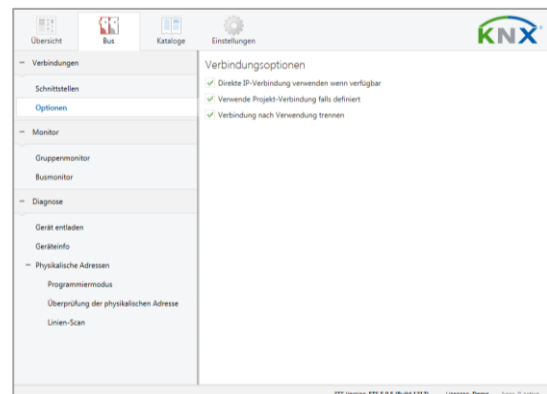 Übersicht
Bus
Kataloge
Einstellungen
KNX
Verbindungen
Schnittstellen
Optionen
Monitor
Gruppenmonitor
Busmonitor
Diagnose
Gerät entladen
Geräteinfo
Physikalische Adressen
Programmiermodus
Überprüfung der physikalischen Adresse
Linien-Scan
Verbindungsoptionen
Direkte IP-Verbindung verwenden wenn verfügbar
Verwende Projekt-Verbindung falls definiert
Verbindung nach Verwendung trennen